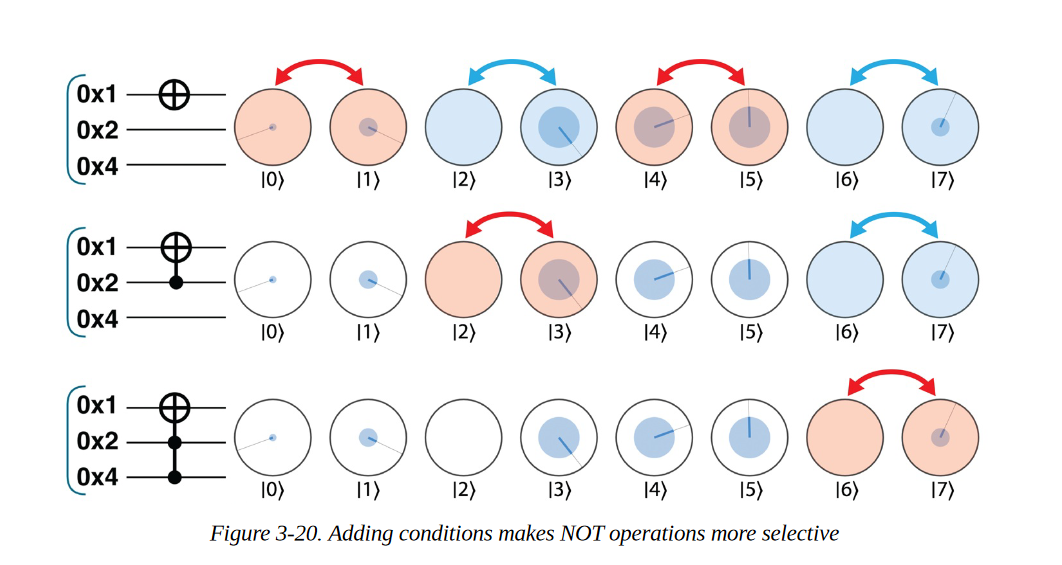 0x1
0x2
0x4
|0⟩ |1⟩ |2⟩ |3⟩ |4⟩ |5⟩ |6⟩ |7⟩
0x1
0x2
0x4
|0⟩ |1⟩ |2⟩ |3⟩ |4⟩ |5⟩ |6⟩ |7⟩
0x1
0x2
0x4
|0⟩ |1⟩ |2⟩ |3⟩ |4⟩ |5⟩ |6⟩ |7⟩
Figure 3-20. Adding conditions makes NOT operations more selective